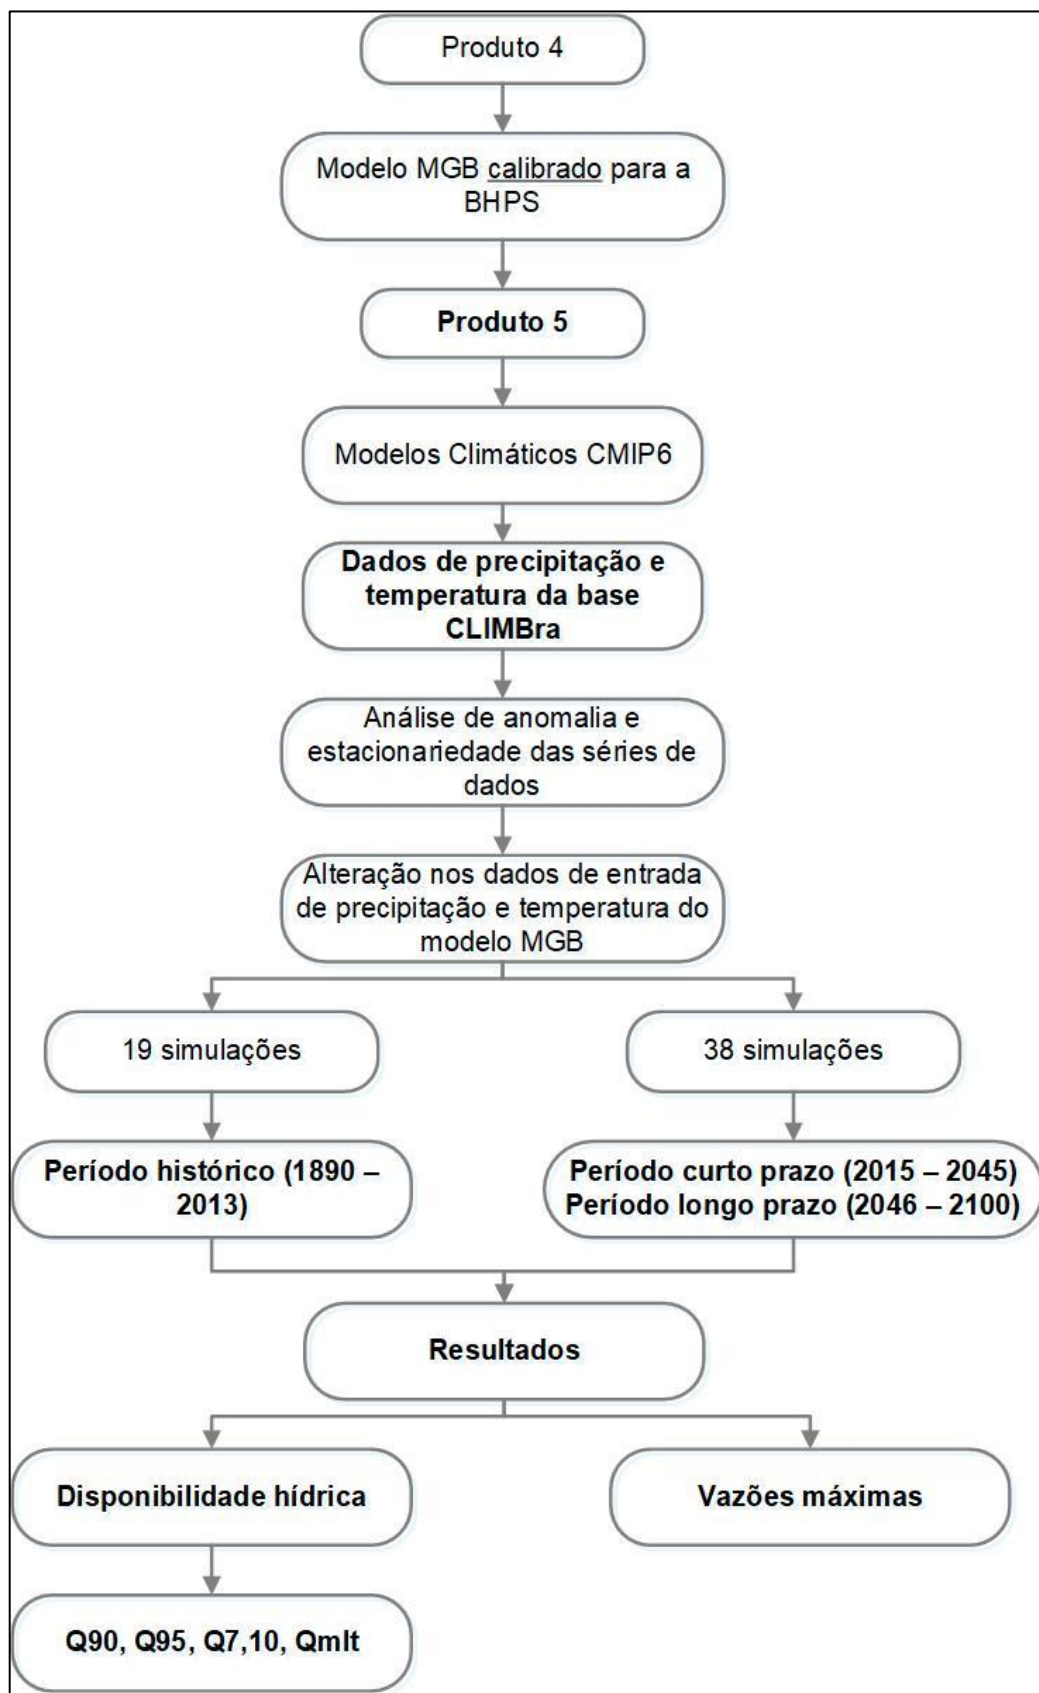 Produto 4
Modelo MGB calibrado para a
BHPS
Produto 5
Modelos Climáticos CMIP6
Dados de precipitação e
temperatura da base
CLIMBra
Análise de anomalia e
estacionariedade das séries de
dados
Alteração nos dados de entrada
de precipitação e temperatura do
modelo MGB
19 simulações
38 simulações
Período histórico (1890 –
2013)
Período curto prazo (2015 – 2045)
Período longo prazo (2046 – 2100)
Resultados
Disponibilidade hídrica
Vazões máximas
Q90, Q95, Q7,10, Qmlt